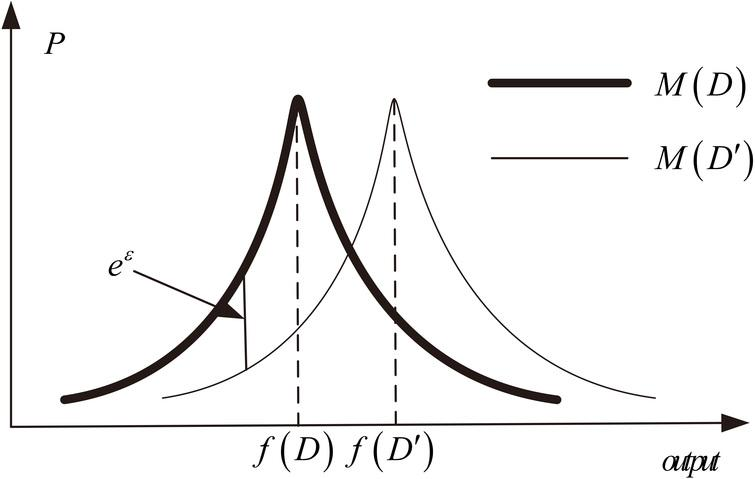 P
M(D)
M(D′)
e^ε
f(D) f(D′)
output